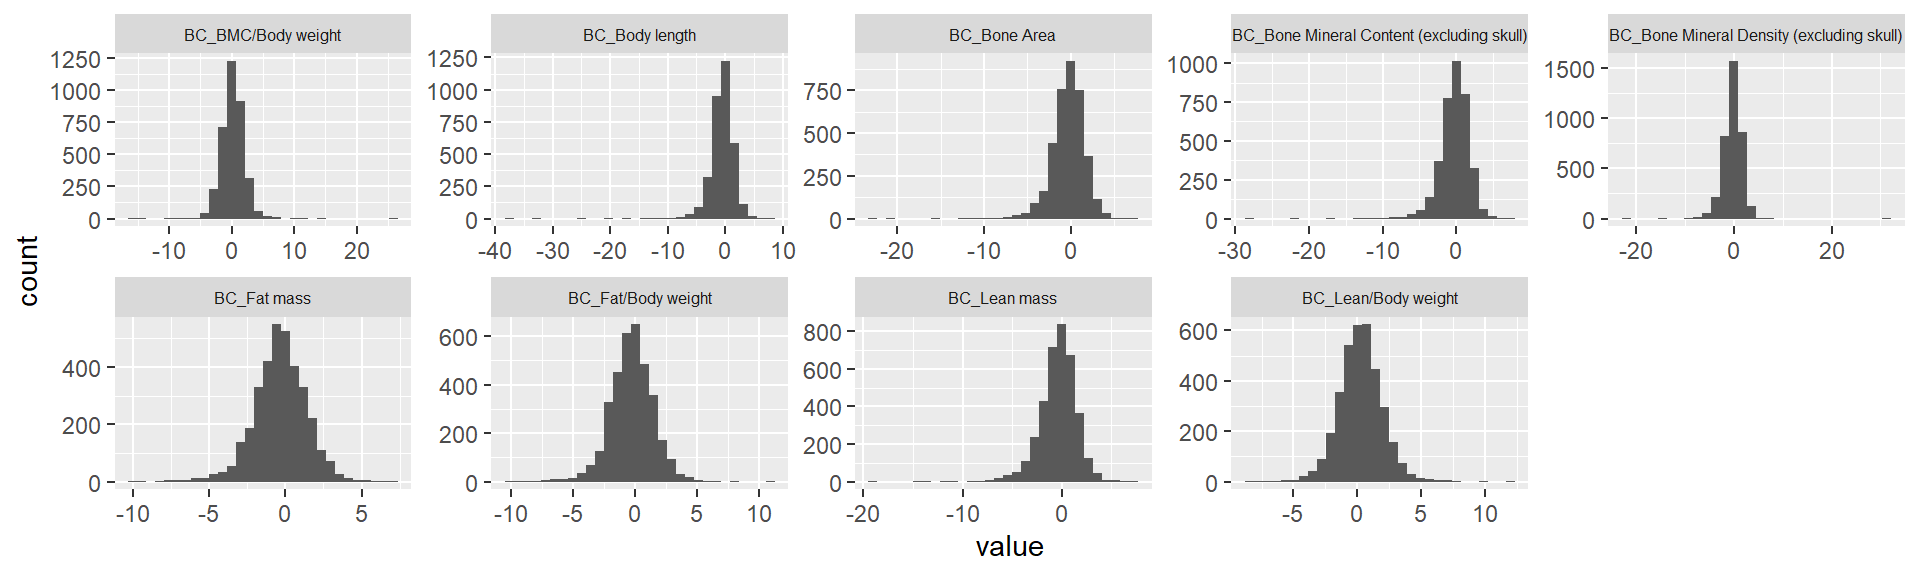 BC_BMC/Body weight
BC_Body length
BC_Bone Area
BC_Bone Mineral Content (excluding skull)
BC_Bone Mineral Density (excluding skull)
1250
1000
750
500
250
0
-10 0 10 20
1250
1000
750
500
250
0
-40 -30 -20 -10 0 10
750
500
250
0
-20 -10 0
1000
750
500
250
0
-30 -20 -10 0
1500
1000
500
0
-20 0 20
count
BC_Fat mass
BC_Fat/Body weight
BC_Lean mass
BC_Lean/Body weight
400
200
0
-10 -5 0 5
600
400
200
0
-10 -5 0 5 10
800
600
400
200
0
-20 -10 0
600
400
200
0
-5 0 5 10
value